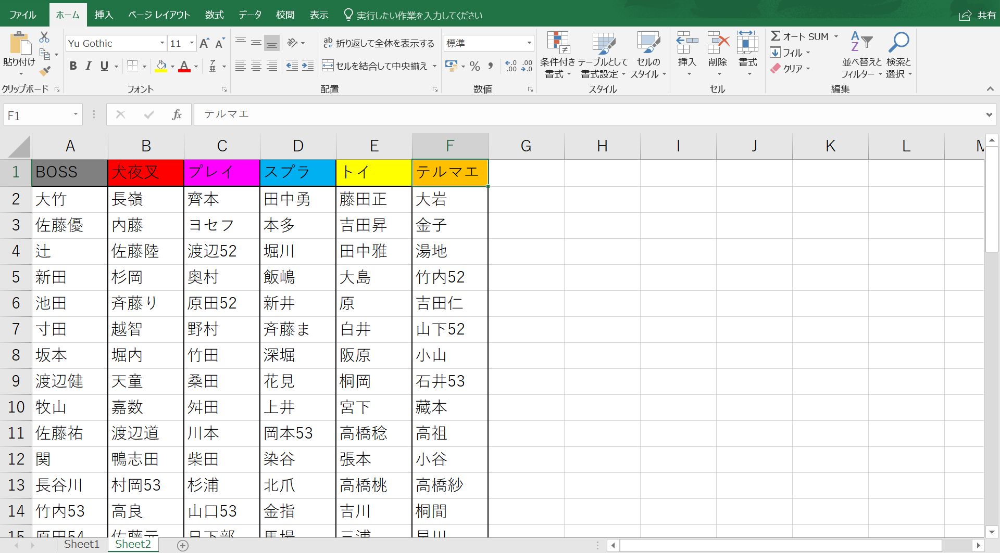 ファイル ホーム 挿入 ページ レイアウト 数式 データ 校閲 表示 実行したい作業を入力してください 共有
Yu Gothic 11 折り返して全体を表示する 標準 オート SUM
フィル
貼り付け B I U 亜 セルを結合して中央揃え % 条件付き書式 テーブルとして書式設定 セルのスタイル 挿入 削除 書式 クリア 並べ替えとフィルター 検索と選択
クリップボード フォント 配置 数値 スタイル セル 編集
F1 fx テルマエ
A B C D E F G H I J K L
1 BOSS 犬夜叉 プレイ スプラ トイ テルマエ
2 大竹 長嶺 齊本 田中勇 藤田正 大岩
3 佐藤優 内藤 ヨセフ 本多 吉田昇 金子
4 辻 佐藤陸 渡辺52 堀川 田中雅 湯地
5 新田 杉岡 奥村 飯嶋 大島 竹内52
6 池田 斉藤り 原田52 新井 原 吉田仁
7 寸田 越智 野村 斉藤ま 白井 山下52
8 坂本 堀内 竹田 深堀 阪原 小山
9 渡辺健 天童 桑田 花見 桐岡 石井53
10 牧山 嘉数 舛田 上井 宮下 藏本
11 佐藤祐 渡辺道 川本 岡本53 高橋稔 高祖
12 関 鴨志田 柴田 染谷 張本 小谷
13 長谷川 村岡53 杉浦 北爪 高橋桃 高橋紗
14 竹内53 高良 山口53 金指 吉川 桐間
15 原田54 佐藤元 日下部 馬場 三浦 早川
Sheet1 Sheet2